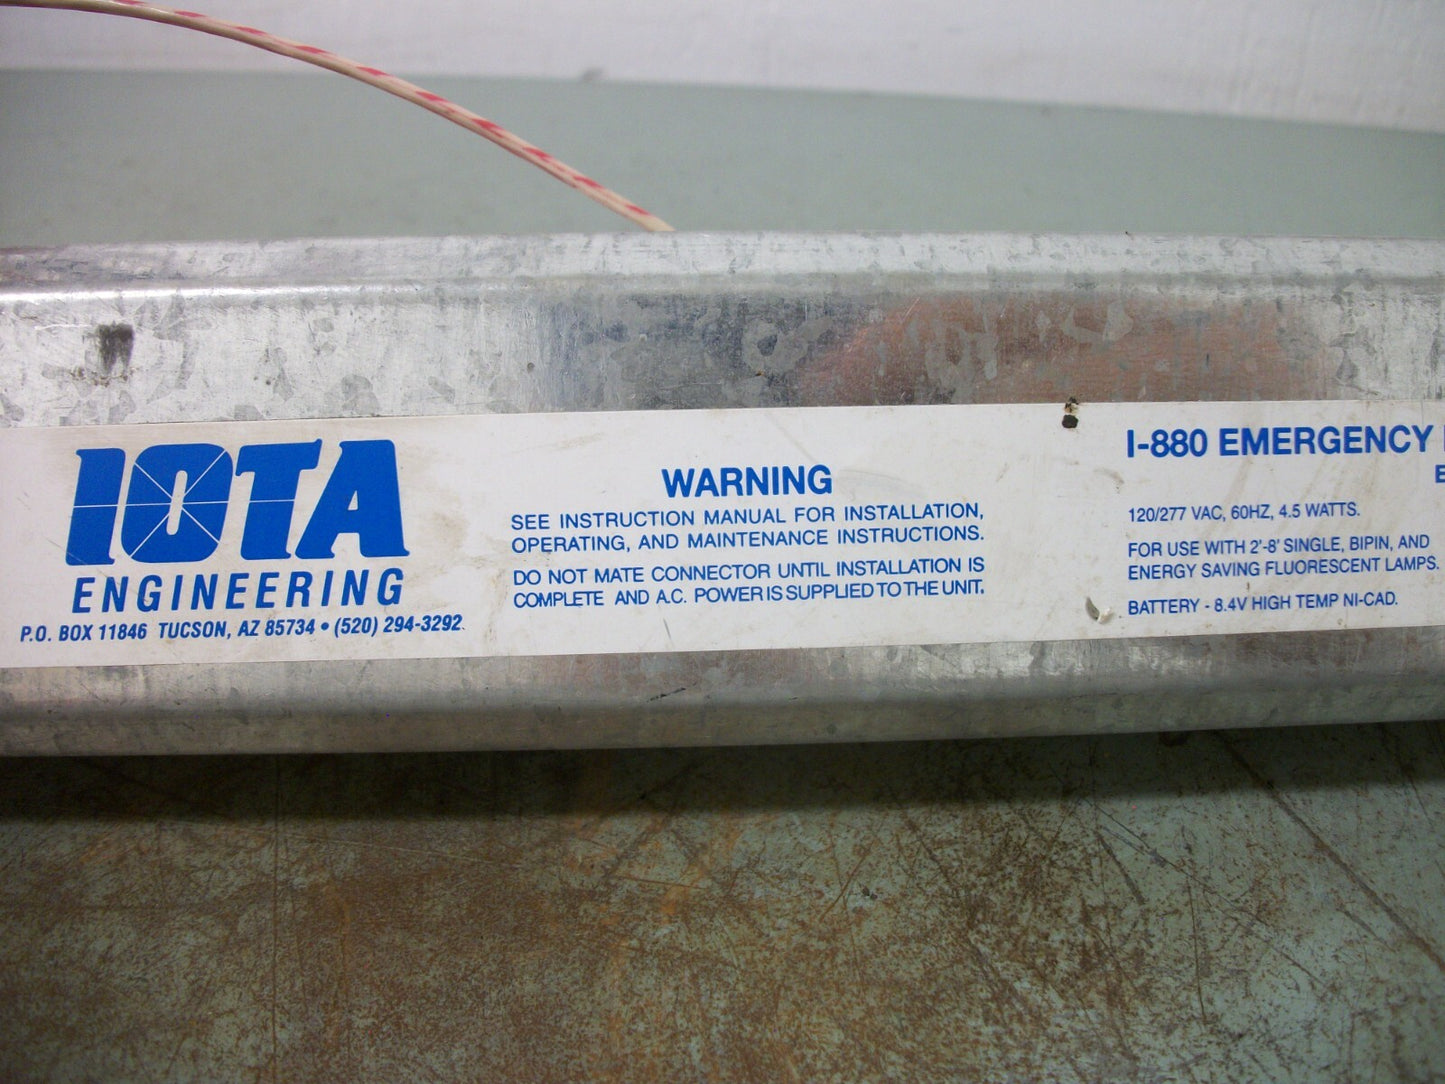 IOTA
ENGINEERING
P.O. BOX 11846 TUCSON, AZ 85734 • (520) 294-3292
WARNING
SEE INSTRUCTION MANUAL FOR INSTALLATION,
OPERATING, AND MAINTENANCE INSTRUCTIONS.
DO NOT MATE CONNECTOR UNTIL INSTALLATION IS
COMPLETE AND A.C. POWER IS SUPPLIED TO THE UNIT.
I-880 EMERGENCY
120/277 VAC, 60HZ, 4.5 WATTS.
FOR USE WITH 2'-8' SINGLE, BIPIN, AND
ENERGY SAVING FLUORESCENT LAMPS.
BATTERY - 8.4V HIGH TEMP NI-CAD.